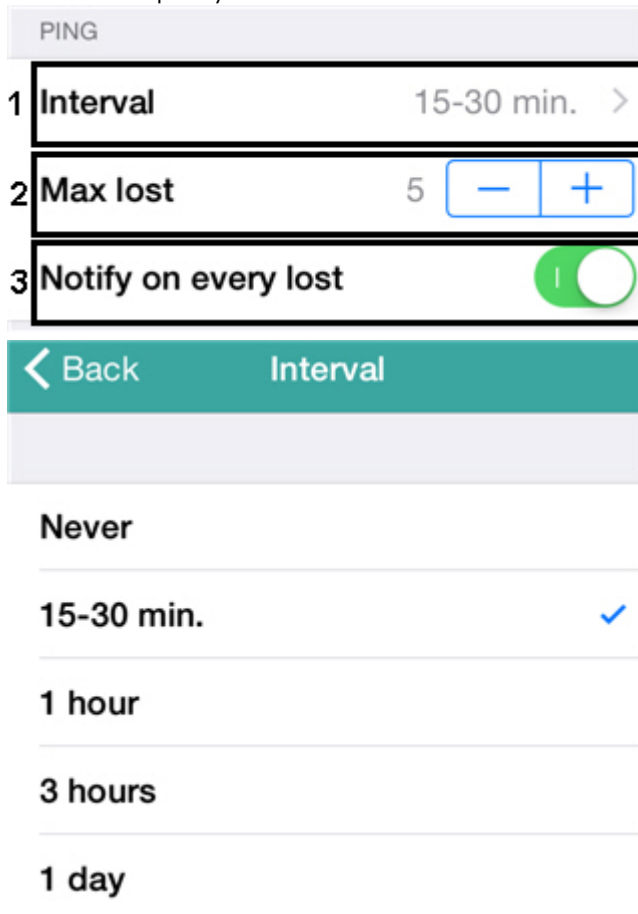 PING
1 Interval 15-30 min. >
2 Max lost 5 − +
3 Notify on every lost
Back Interval
Never
15-30 min.
1 hour
3 hours
1 day